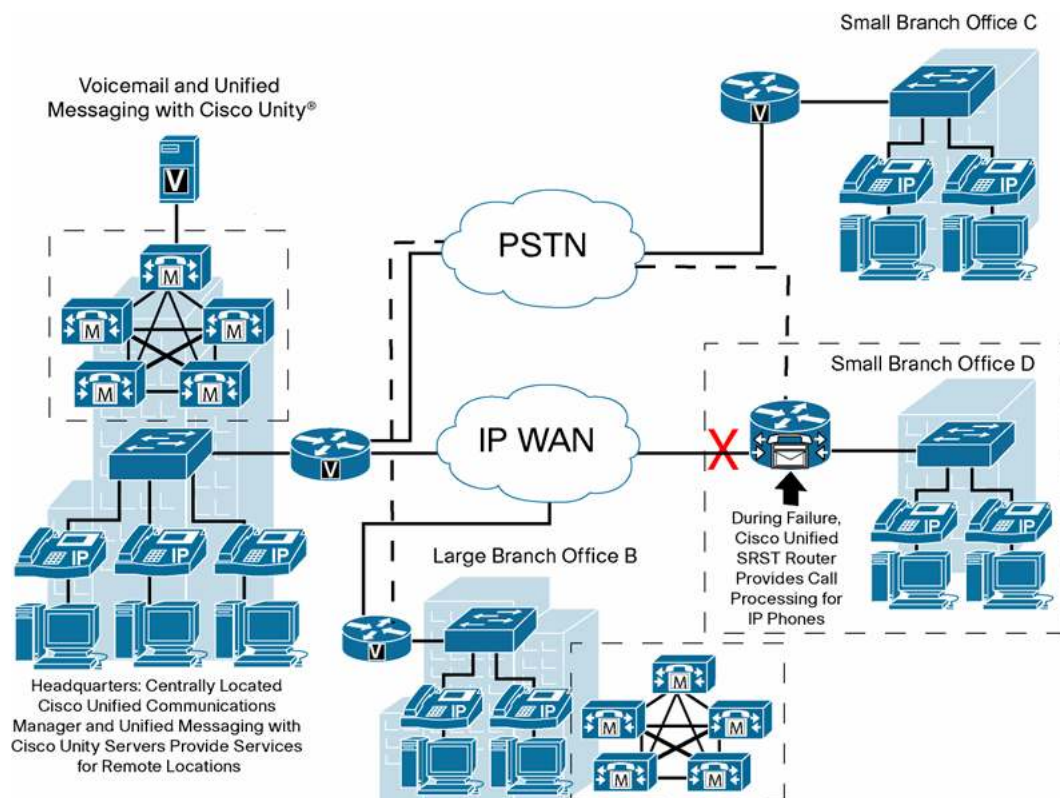 Small Branch Office C
Voicemail and Unified
Messaging with Cisco Unity®
V
V
IP
IP
PSTN
M
M
M
M
M
Small Branch Office D
IP WAN
V
X
IP
IP
During Failure,
Cisco Unified
SRST Router
Provides Call
Processing for
IP Phones
IP
IP
IP
Large Branch Office B
V
IP
IP
M
M
M
M
M
Headquarters: Centrally Located
Cisco Unified Communications
Manager and Unified Messaging with
Cisco Unity Servers Provide Services
for Remote Locations